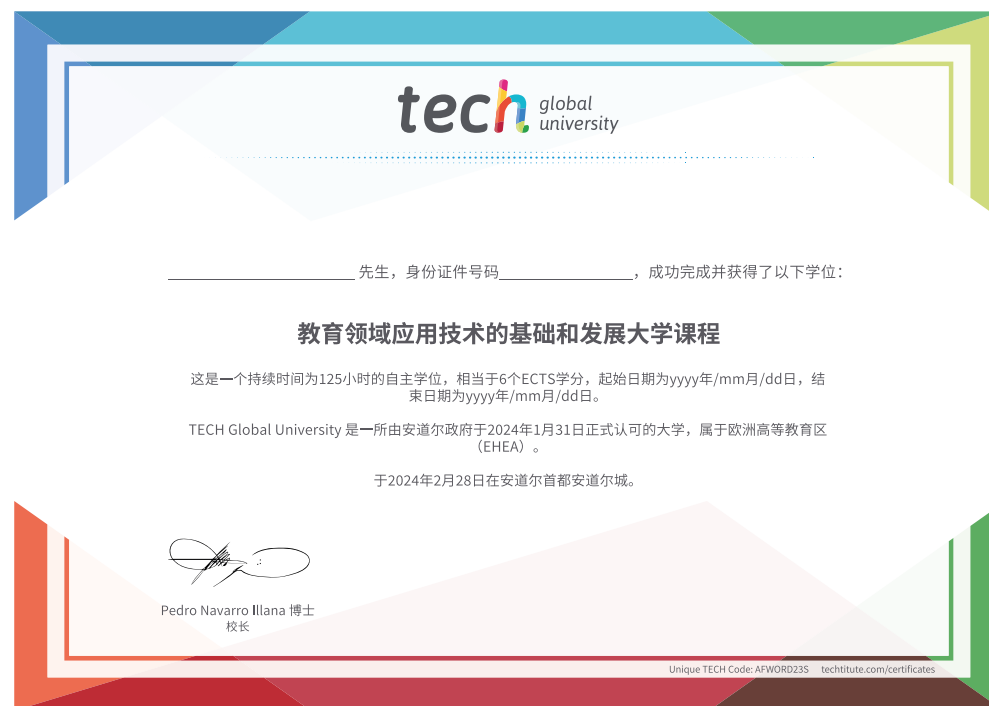 tech global university
____________________ 先生，身份证件号码______________，成功完成并获得了以下学位：
教育领域应用技术的基础和发展大学课程
这是一个持续时间为125小时的自主学位，相当于6个ECTS学分，起始日期为yyyy年/mm月/dd日，结
束日期为yyyy年/mm月/dd日。
TECH Global University 是一所由安道尔政府于2024年1月31日正式认可的大学，属于欧洲高等教育区
（EHEA）。
于2024年2月28日在安道尔首都安道尔城。
Pedro Navarro Illana 博士
校长
Unique TECH Code: AFWORD23S techtitute.com/certificates